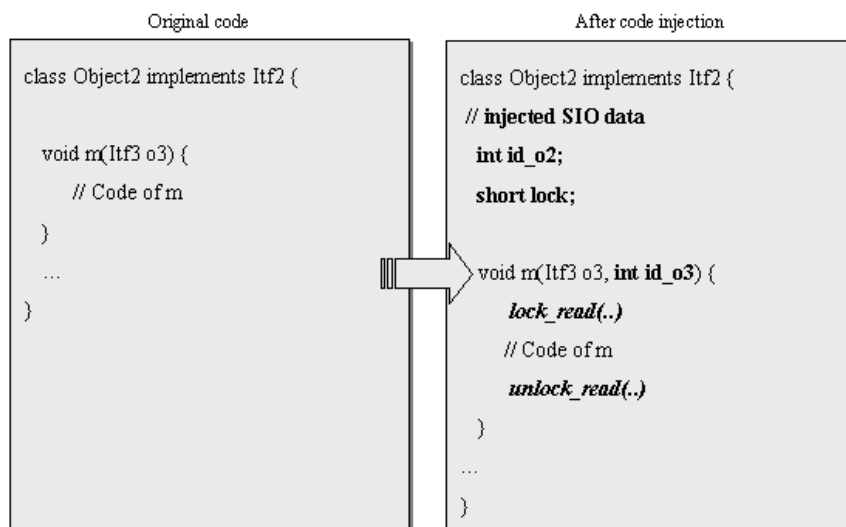 Original code
class Object2 implements Itf2 {
void m(Itf3 o3) {
// Code of m
}
...
}
After code injection
class Object2 implements Itf2 {
// injected SIO data
int id_o2;
short lock;
void m(Itf3 o3, int id_o3) {
lock_read(..)
// Code of m
unlock_read(..)
}
...
}